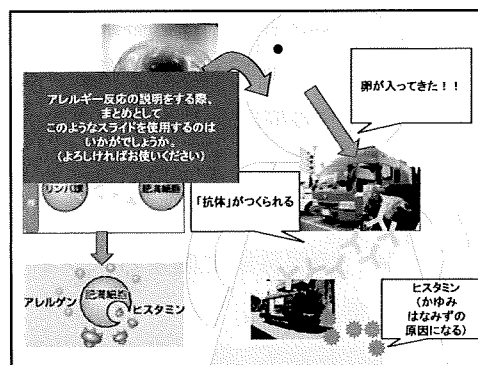 アレルギー反応の説明をする際、
まとめとして
このようなスライドを使用するのは
いかがでしょうか。
(よろしければお使いください)
卵が入ってきた！！
リンパ球
肥満細胞
「抗体」がつくられる
アレルゲン
肥満細胞
ヒスタミン
ヒスタミン
(かゆみ
はなみずの
原因になる)